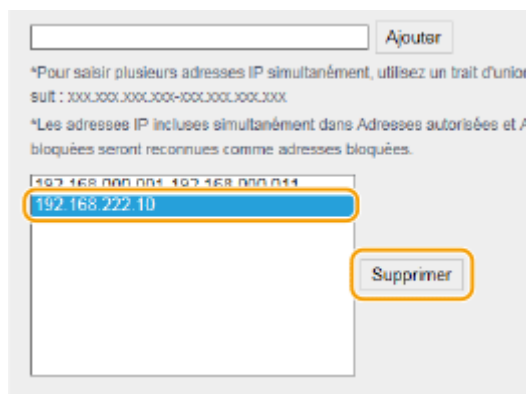 Ajouter
*Pour saisir plusieurs adresses IP simultanément, utilisez un trait d'union
suit : xxx.xxx.xxx.xxx-xxx.xxx.xxx.xxx
*Les adresses IP incluses simultanément dans Adresses autorisées et A
bloquées seront reconnues comme adresses bloquées.
192.168.000.001-192.168.000.011
192.168.222.10
Supprimer